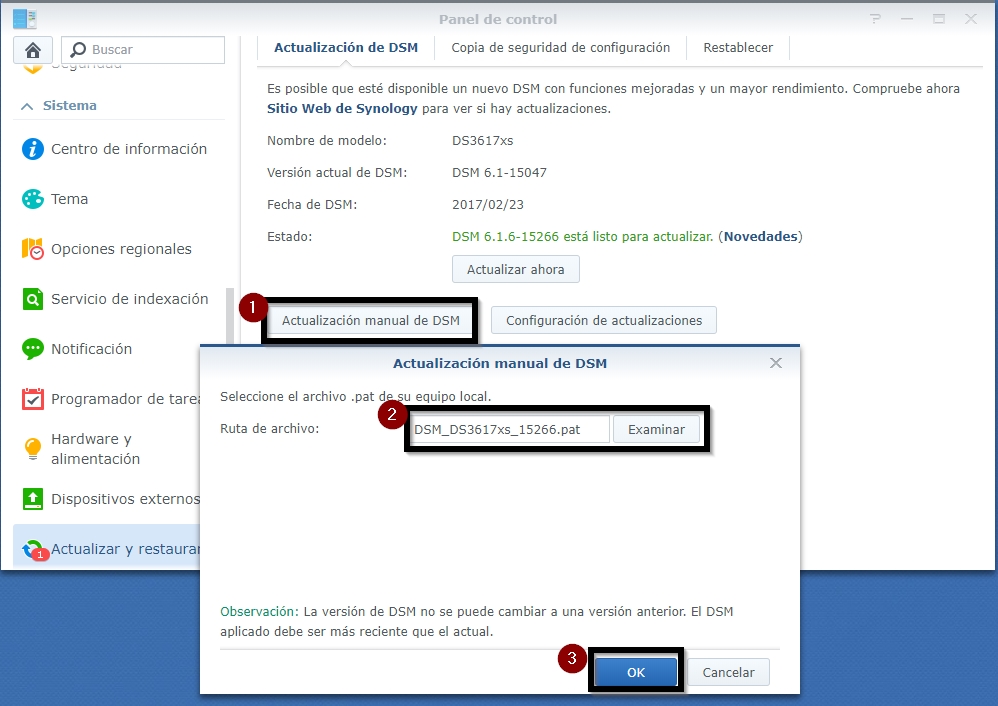 Panel de control
Buscar
Actualización de DSM
Copia de seguridad de configuración
Restablecer
Seguridad
Sistema
Centro de información
Tema
Opciones regionales
Servicio de indexación
Notificación
Programador de tarea
Hardware y
alimentación
Dispositivos externos
1
Actualizar y restaurar
Es posible que esté disponible un nuevo DSM con funciones mejoradas y un mayor rendimiento. Compruebe ahora
Sitio Web de Synology para ver si hay actualizaciones.
Nombre de modelo: DS3617xs
Versión actual de DSM: DSM 6.1-15047
Fecha de DSM: 2017/02/23
Estado: DSM 6.1.6-15266 está listo para actualizar. (Novedades)
Actualizar ahora
1
Actualización manual de DSM
Configuración de actualizaciones
Actualización manual de DSM
Seleccione el archivo .pat de su equipo local.
2
Ruta de archivo: DSM_DS3617xs_15266.pat Examinar
Observación: La versión de DSM no se puede cambiar a una versión anterior. El DSM
aplicado debe ser más reciente que el actual.
3
OK
Cancelar